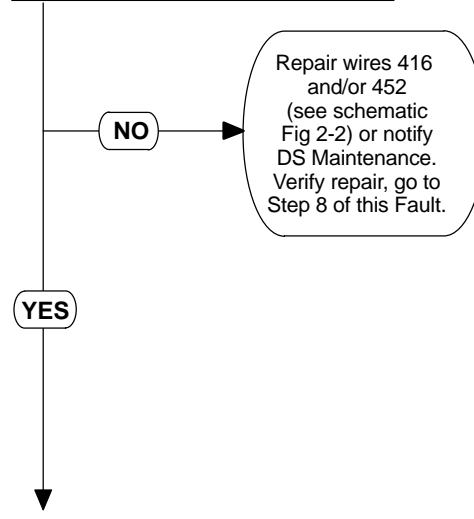 NO
Repair wires 416
and/or 452
(see schematic
Fig 2-2) or notify
DS Maintenance.
Verify repair, go to
Step 8 of this Fault.
YES